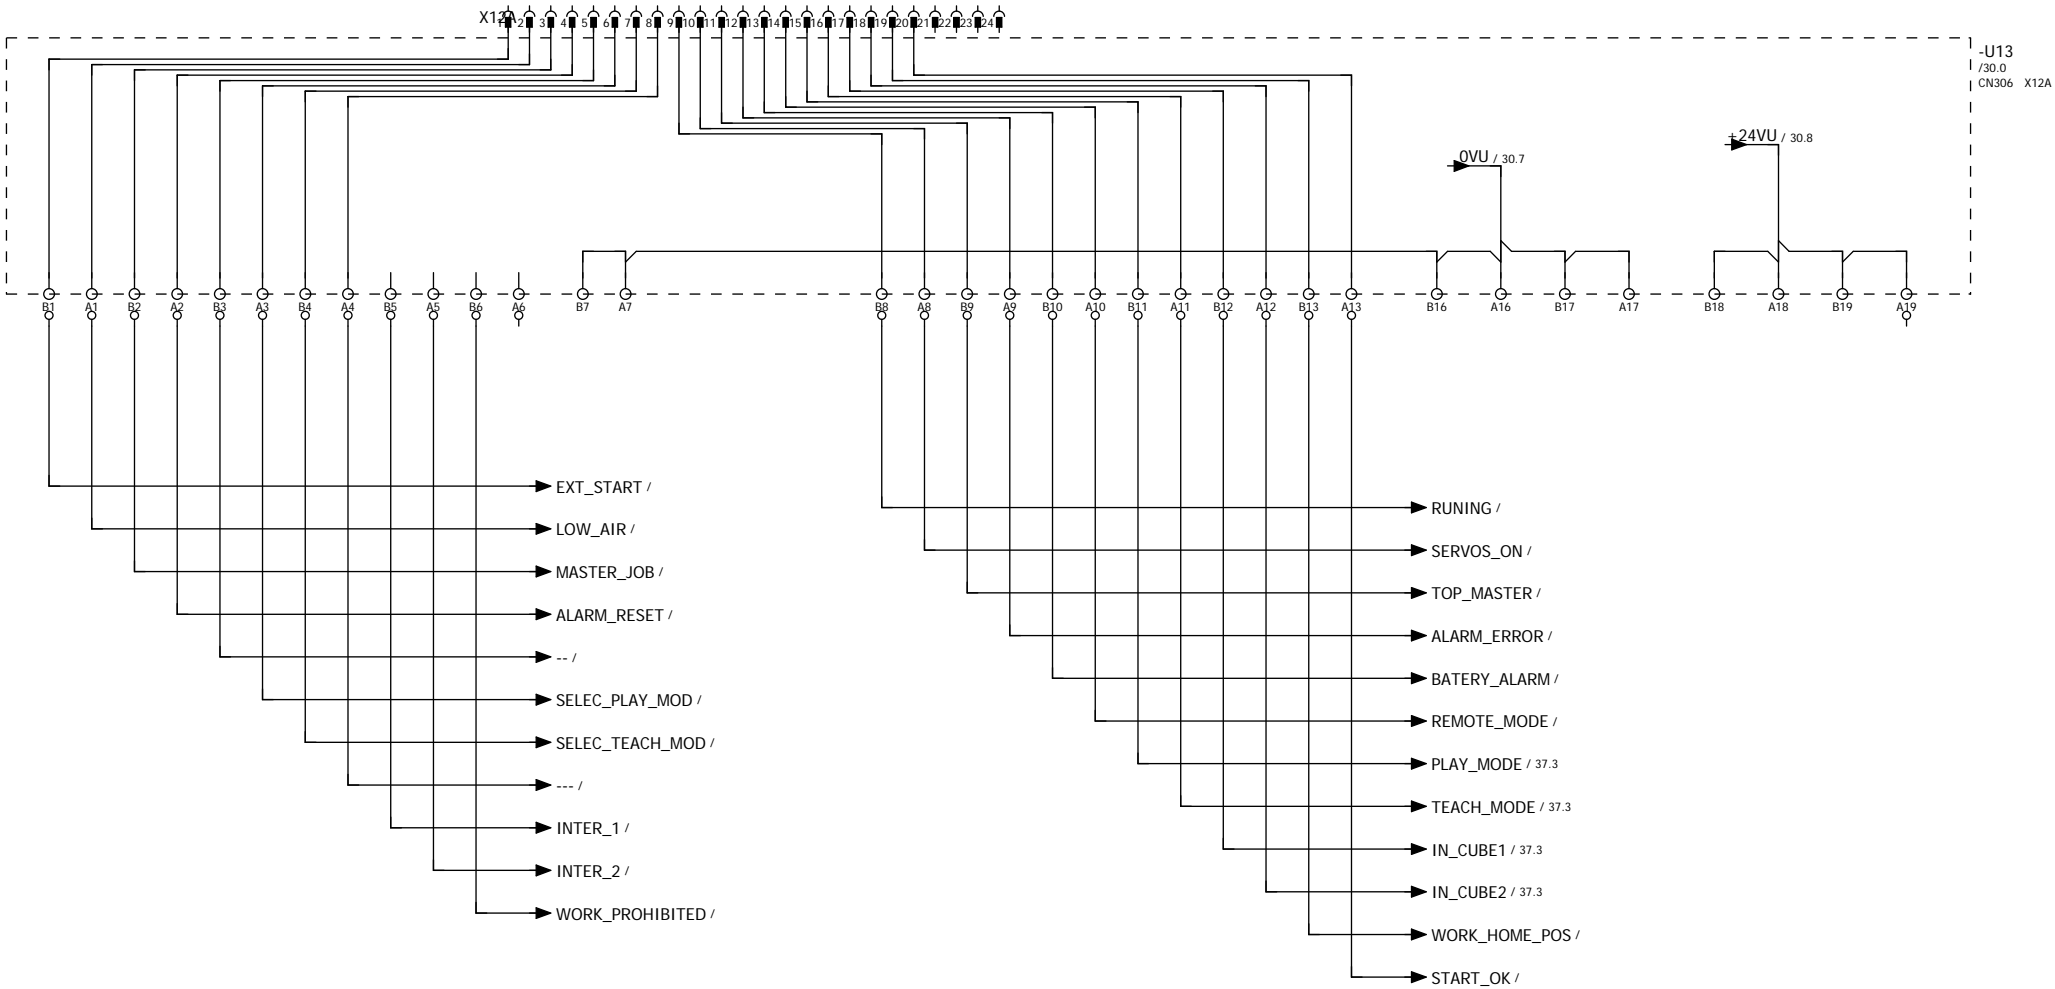 X12A 1 2 3 4 5 6 7 8 9 10 11 12 13 14 15 16 17 18 19 20 21 22 23 24
-U13
/30.0
CN306 X12A
+24VU / 30.8
0VU / 30.7
B1 A1 B2 A2 B3 A3 B4 A4 B5 A5 B6 A6 B7 A7 B8 A8 B9 A9 B10 A10 B11 A11 B12 A12 B13 A13 B16 A16 B17 A17 B18 A18 B19 A19
EXT_START /
LOW_AIR /
MASTER_JOB /
ALARM_RESET /
-- /
SELEC_PLAY_MOD /
SELEC_TEACH_MOD /
--- /
INTER_1 /
INTER_2 /
WORK_PROHIBITED /
RUNING /
SERVOS_ON /
TOP_MASTER /
ALARM_ERROR /
BATERY_ALARM /
REMOTE_MODE /
PLAY_MODE / 37.3
TEACH_MODE / 37.3
IN_CUBE1 / 37.3
IN_CUBE2 / 37.3
WORK_HOME_POS /
START_OK /